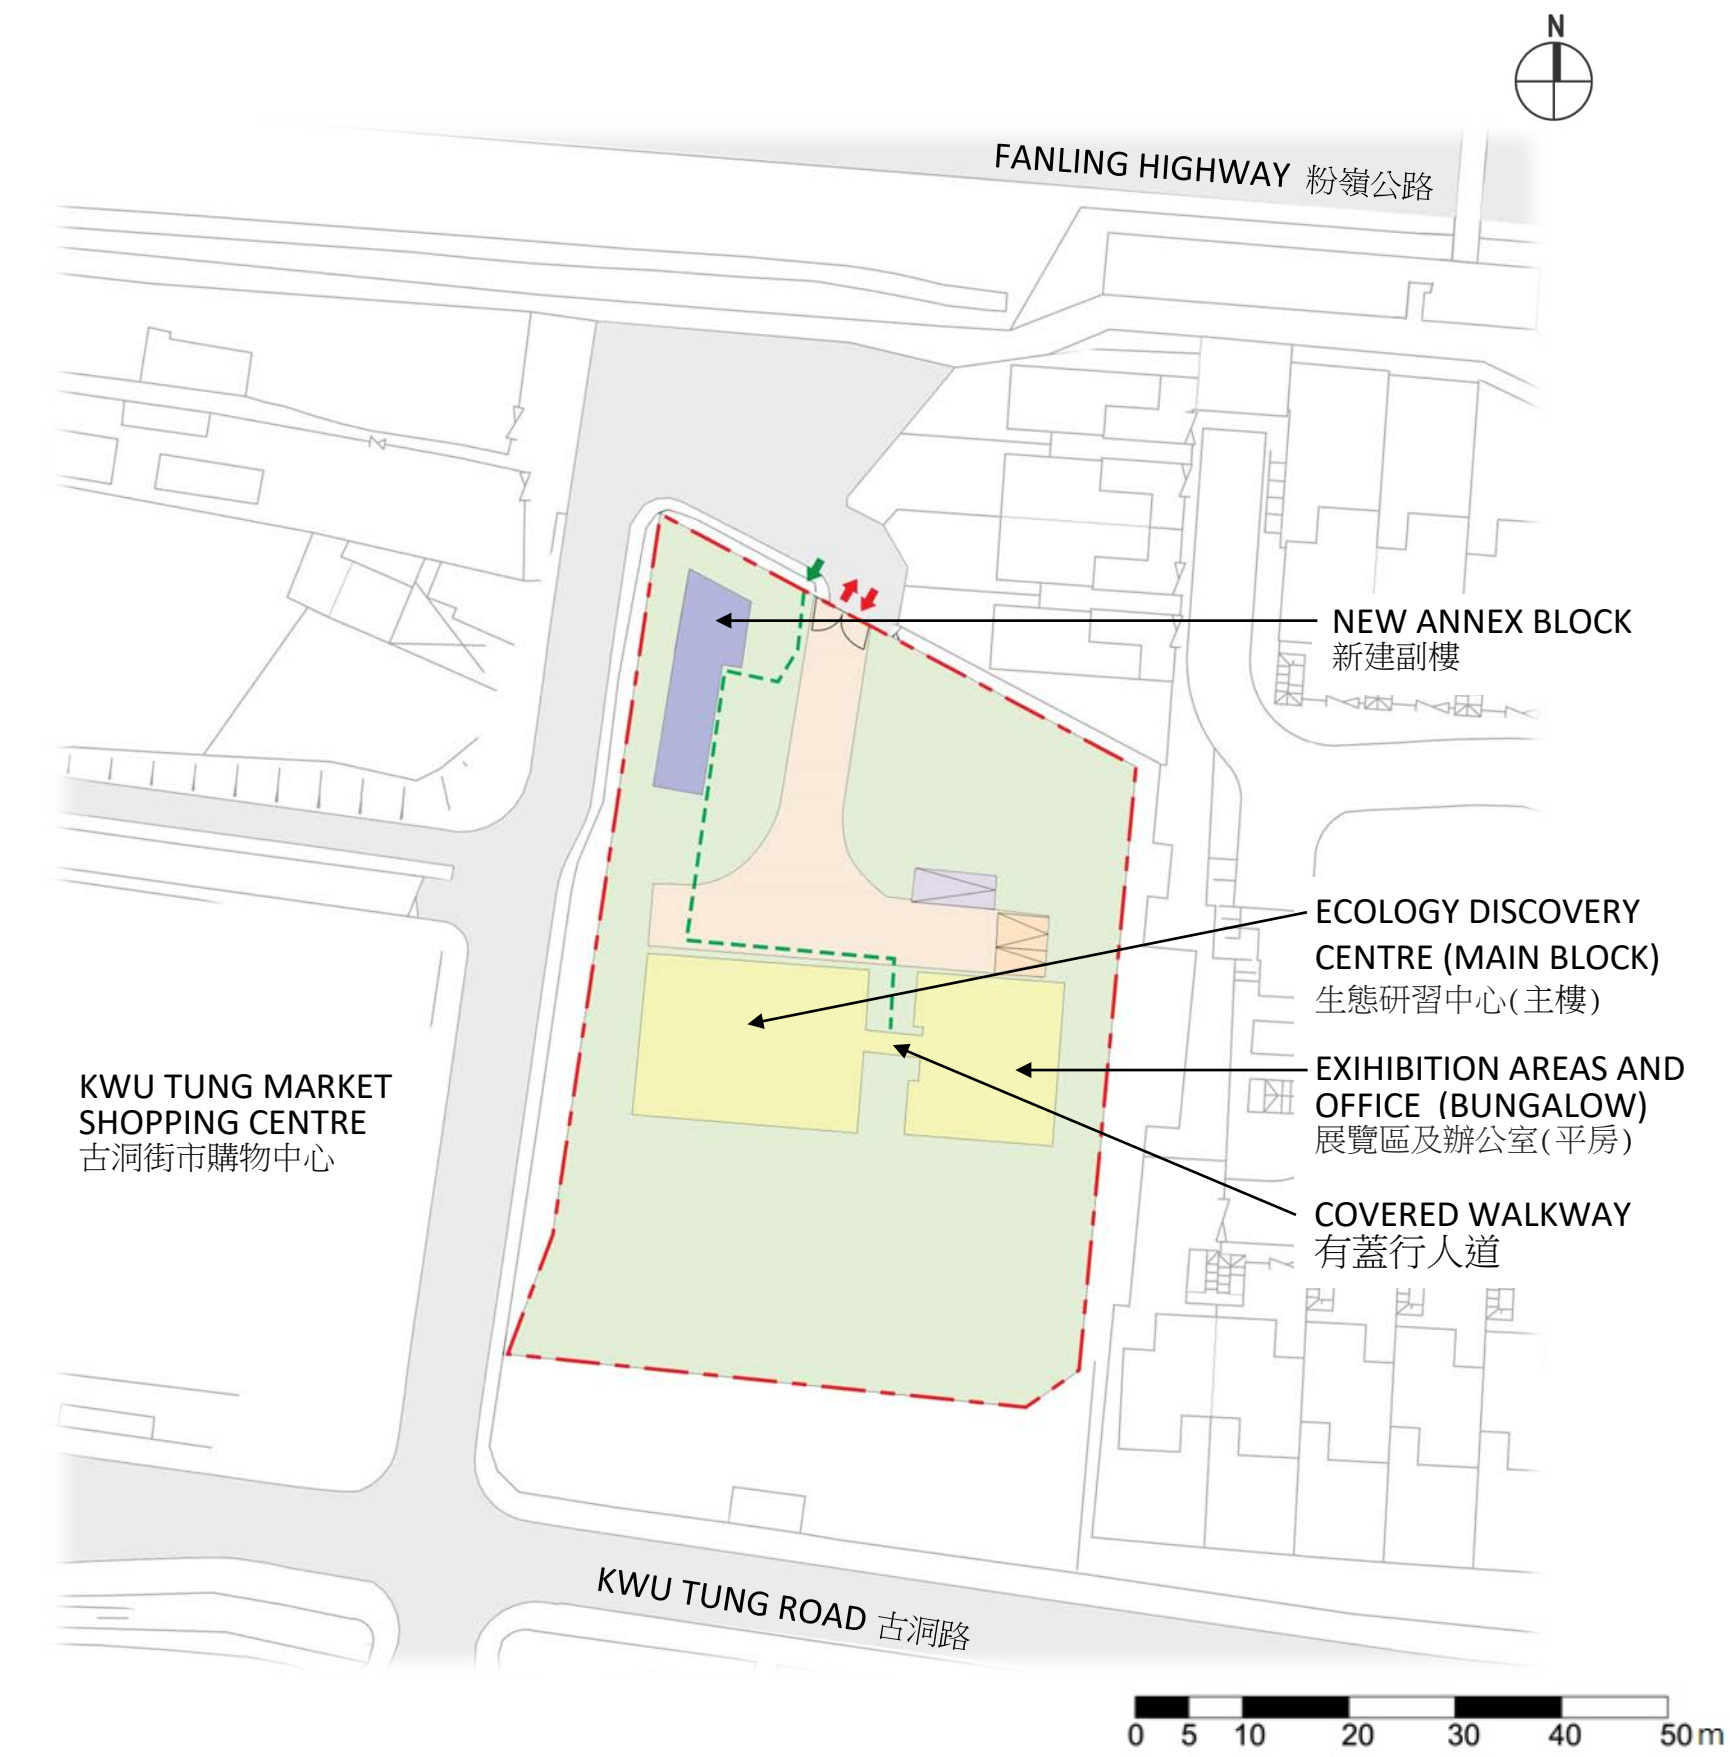 N
FANLING HIGHWAY 粉嶺公路
NEW ANNEX BLOCK
新建副樓
ECOLOGY DISCOVERY
CENTRE (MAIN BLOCK)
生態研習中心(主樓)
EXIHIBITION AREAS AND
OFFICE (BUNGALOW)
展覽區及辦公室(平房)
KWU TUNG MARKET
SHOPPING CENTRE
古洞街市購物中心
COVERED WALKWAY
有蓋行人道
KWU TUNG ROAD 古洞路
0 5 10 20 30 40 50 m